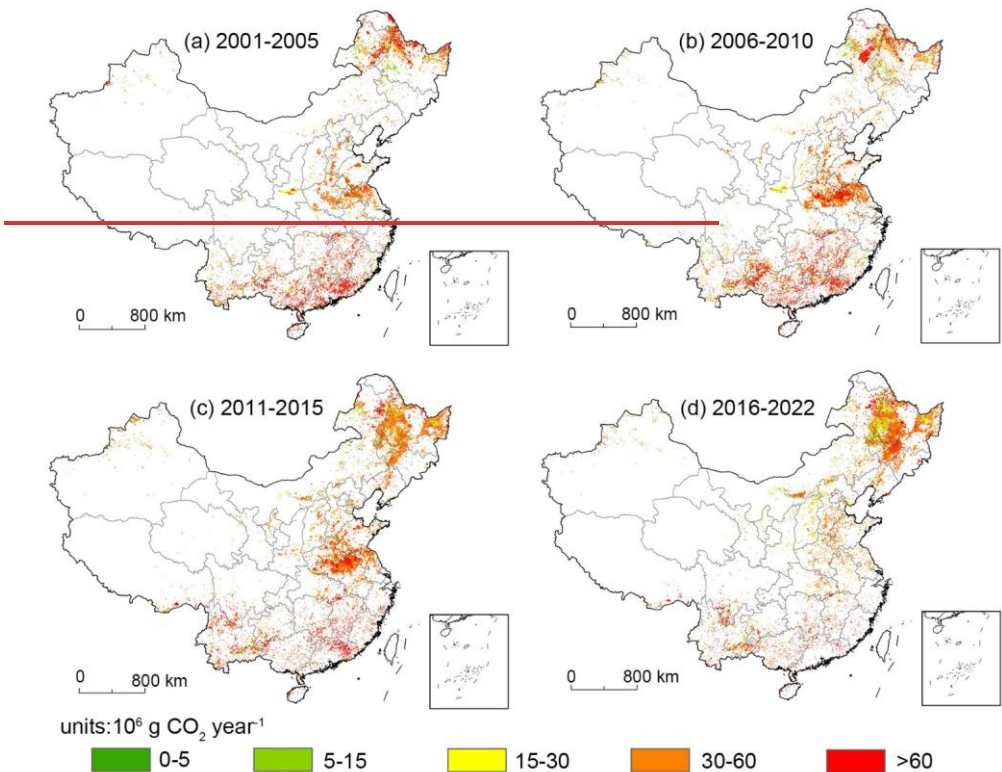 (a) 2001-2005
(b) 2006-2010
0 800 km
0 800 km
(c) 2011-2015
(d) 2016-2022
0 800 km
0 800 km
units:10⁶ g CO₂ year⁻¹
0-5 5-15 15-30 30-60 >60